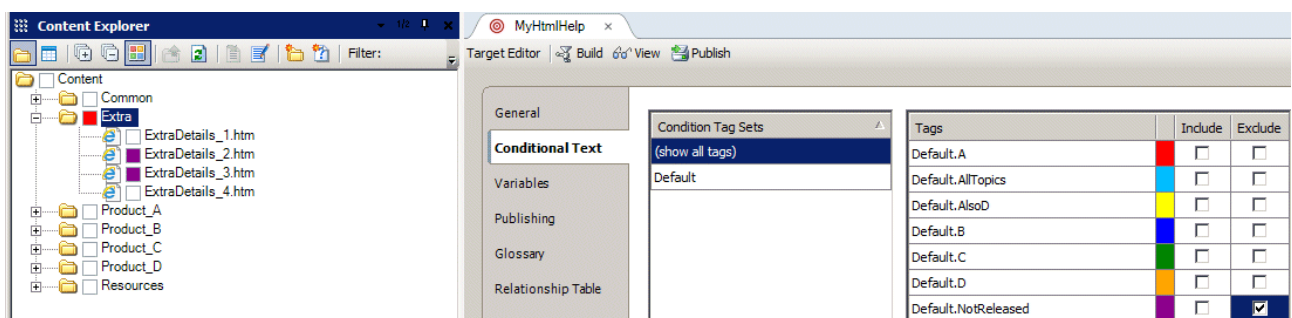 Content Explorer
1/2
Filter:
Content
Common
Extra
ExtraDetails_1.htm
ExtraDetails_2.htm
ExtraDetails_3.htm
ExtraDetails_4.htm
Product_A
Product_B
Product_C
Product_D
Resources
MyHtmlHelp
Target Editor Build View Publish
General
Conditional Text
Variables
Publishing
Glossary
Relationship Table
Condition Tag Sets
(show all tags)
Default
Tags Include Exclude
Default.A
Default.AllTopics
Default.AlsoD
Default.B
Default.C
Default.D
Default.NotReleased